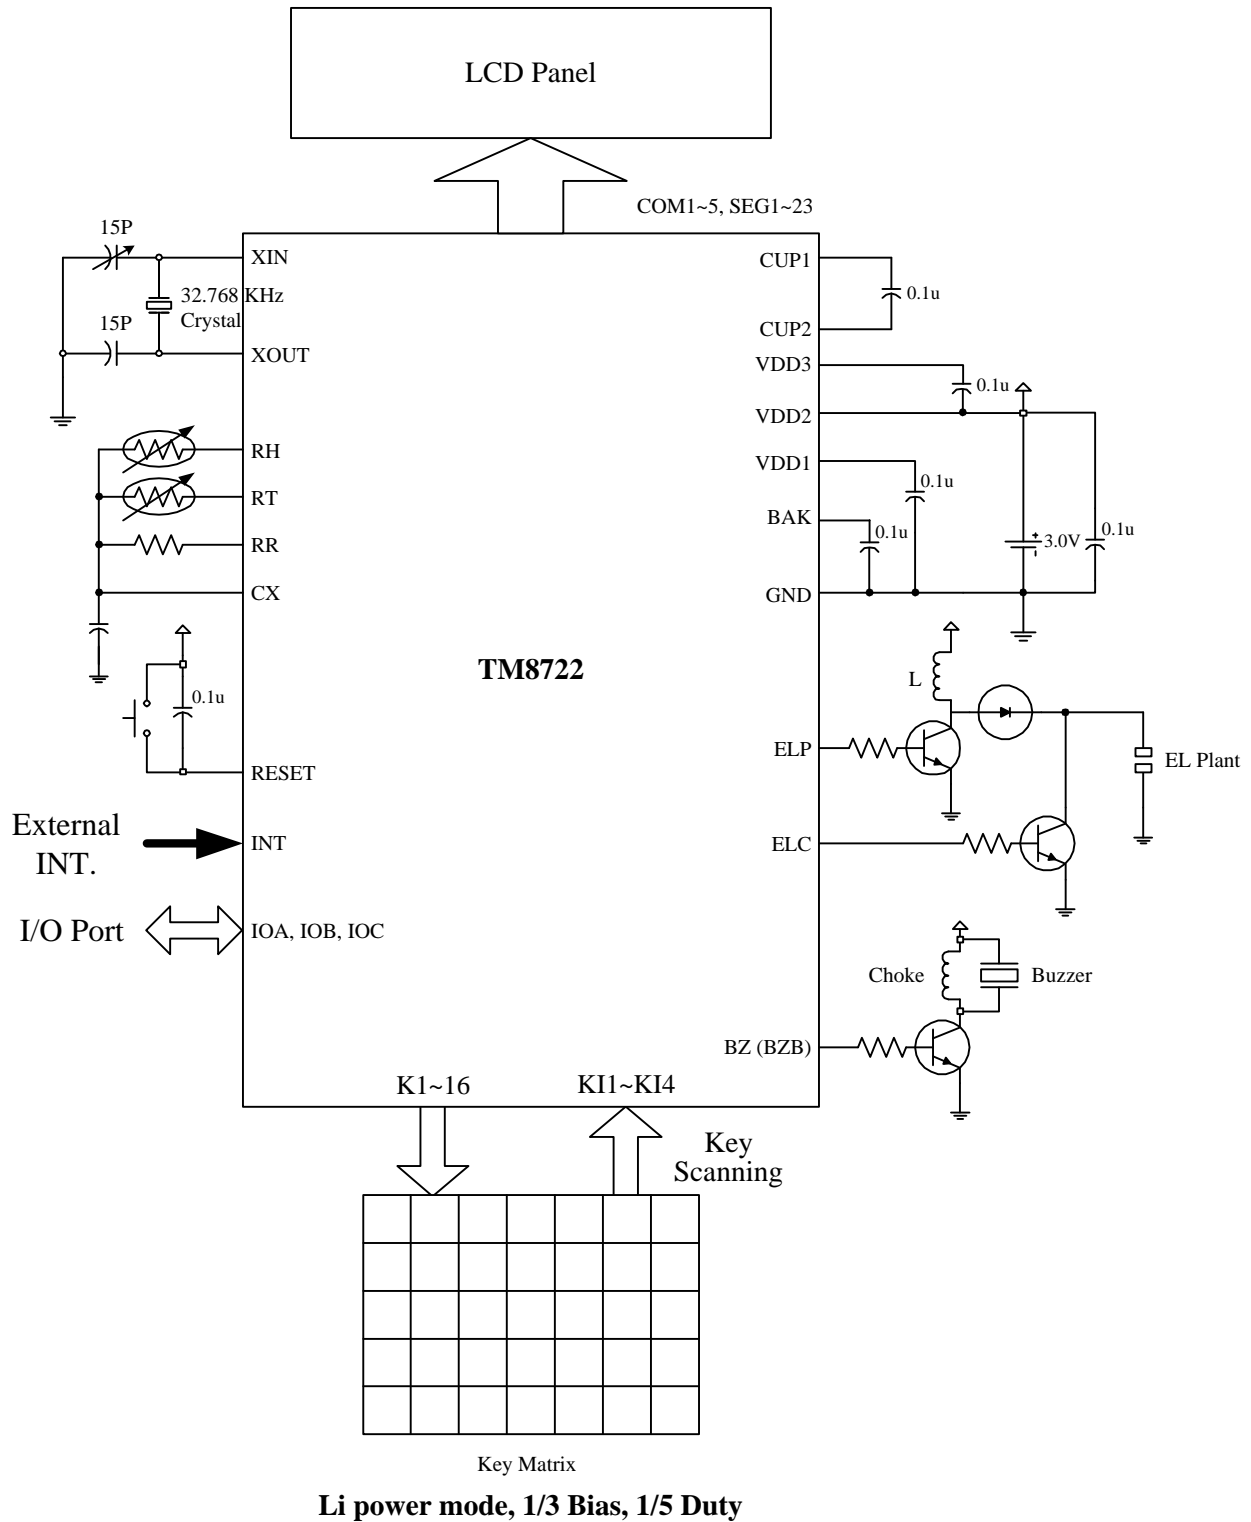 LCD Panel
COM1~5, SEG1~23
15P
XIN
CUP1
32.768 KHz
Crystal
0.1u
15P
CUP2
XOUT
VDD3
0.1u
VDD2
RH
VDD1
0.1u
RT
BAK
0.1u
3.0V
0.1u
RR
CX
GND
TM8722
L
0.1u
ELP
EL Plant
RESET
External
INT.
INT
ELC
I/O Port
IOA, IOB, IOC
Choke
Buzzer
BZ (BZB)
K1~16
KI1~KI4
Key
Scanning
Key Matrix
Li power mode, 1/3 Bias, 1/5 Duty